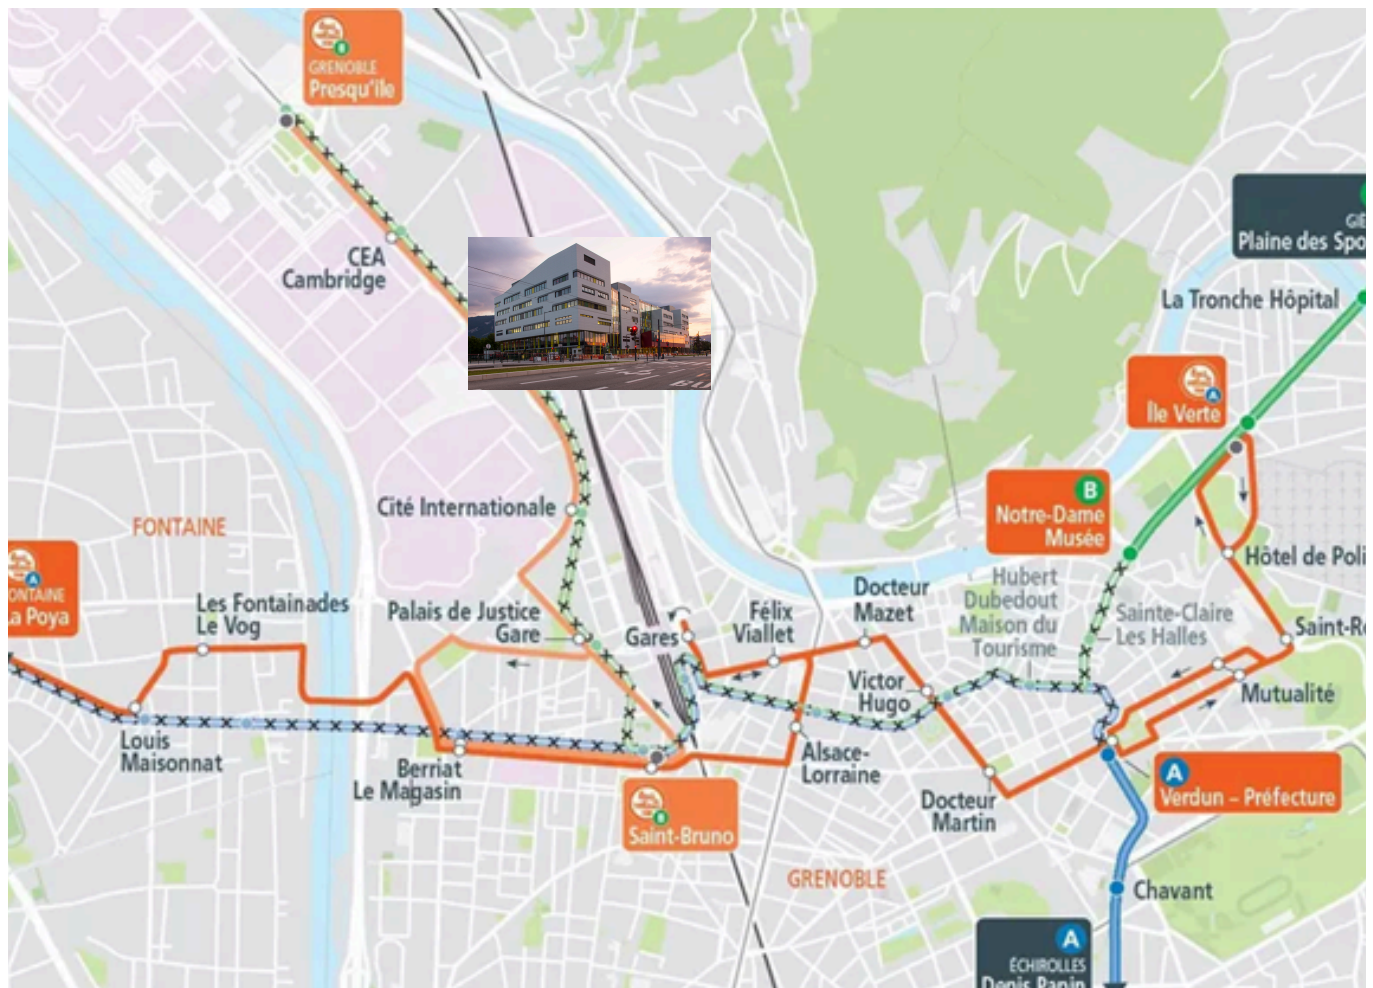 GRENOBLE
Presqu'île
B
CEA
Cambridge
GIÈ
Plaine des Spo
La Tronche Hôpital
A
Île Verte
B
Notre-Dame
Musée
Cité Internationale
FONTAINE
A
ONTAINE
La Poya
Les Fontainades
Le Vog
Palais de Justice
Gare
Gares
Félix
Viallet
Docteur
Mazet
Hubert
Dubedout
Maison du
Tourisme
Sainte-Claire
Les Halles
Hôtel de Poli
Saint-Ro
Mutualité
Victor
Hugo
Louis
Maisonnat
Berriat
Le Magasin
Alsace-
Lorraine
Docteur
Martin
A
Verdun – Préfecture
B
Saint-Bruno
GRENOBLE
Chavant
A
ÉCHIROLLES
Denis Papin